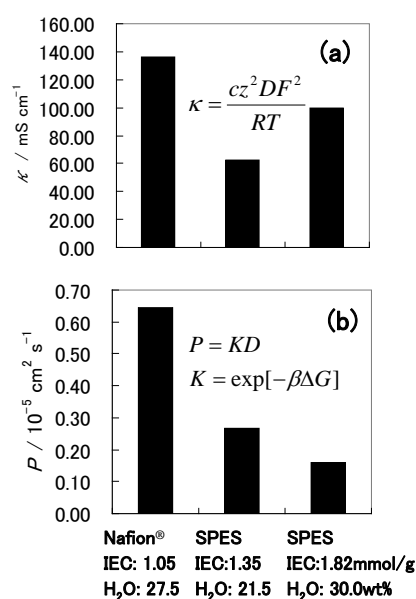 160.00
140.00
120.00
100.00
80.00
60.00
40.00
20.00
0.00
κ / mS cm⁻¹
(a)
κ = cz²DF² / RT
0.70
0.60
0.50
0.40
0.30
0.20
0.10
0.00
P / 10⁻⁵ cm² s⁻¹
(b)
P = KD
K = exp[−βΔG]
Nafion® SPES SPES
IEC: 1.05 IEC:1.35 IEC:1.82mmol/g
H₂O: 27.5 H₂O: 21.5 H₂O: 30.0wt%